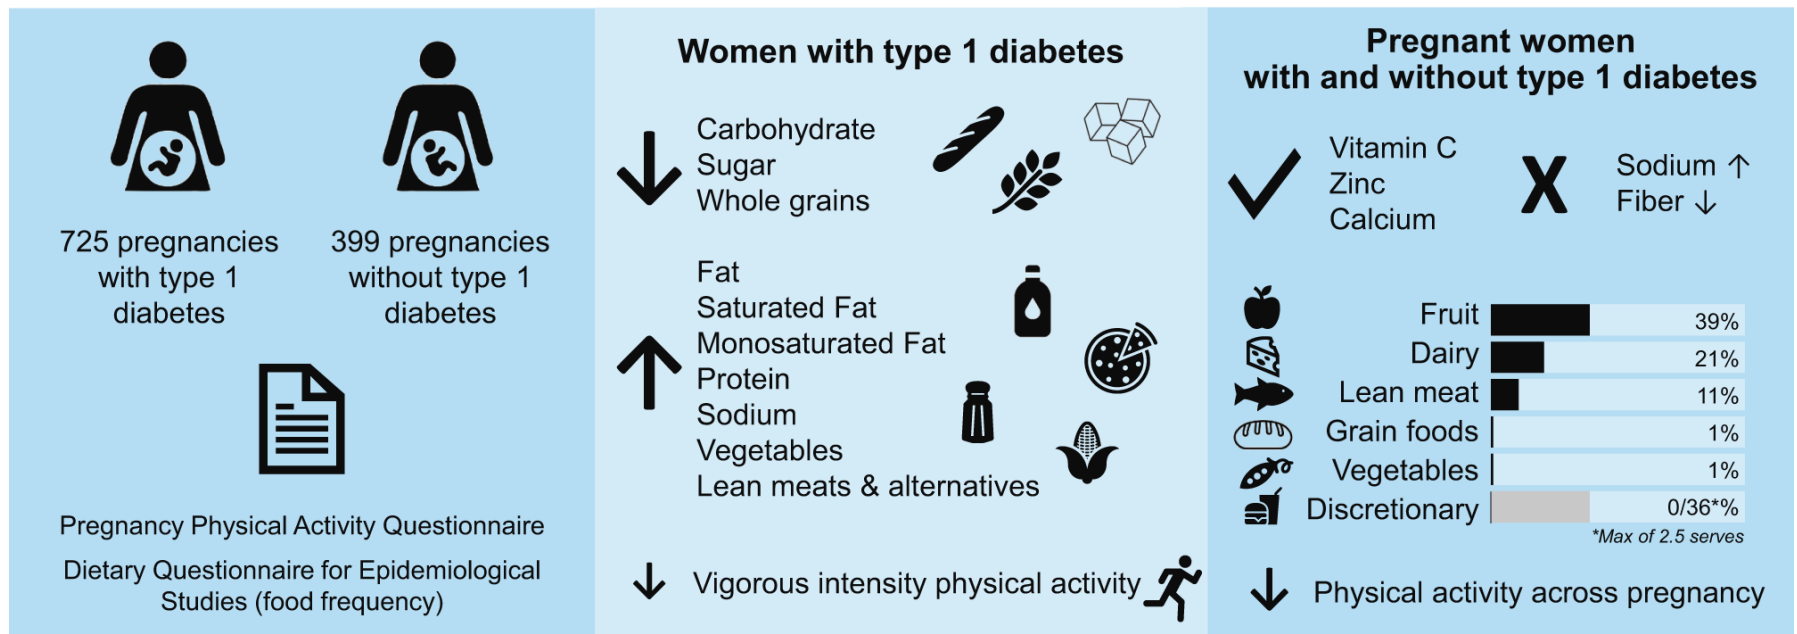 725 pregnancies
with type 1
diabetes
399 pregnancies
without type 1
diabetes
Pregnancy Physical Activity Questionnaire
Dietary Questionnaire for Epidemiological
Studies (food frequency)
Women with type 1 diabetes
Carbohydrate
Sugar
Whole grains
Fat
Saturated Fat
Monosaturated Fat
Protein
Sodium
Vegetables
Lean meats & alternatives
Vigorous intensity physical activity
Pregnant women
with and without type 1 diabetes
Vitamin C
Zinc
Calcium
X
Sodium ↑
Fiber ↓
Fruit 39%
Dairy 21%
Lean meat 11%
Grain foods 1%
Vegetables 1%
Discretionary 0/36*%
*Max of 2.5 serves
Physical activity across pregnancy